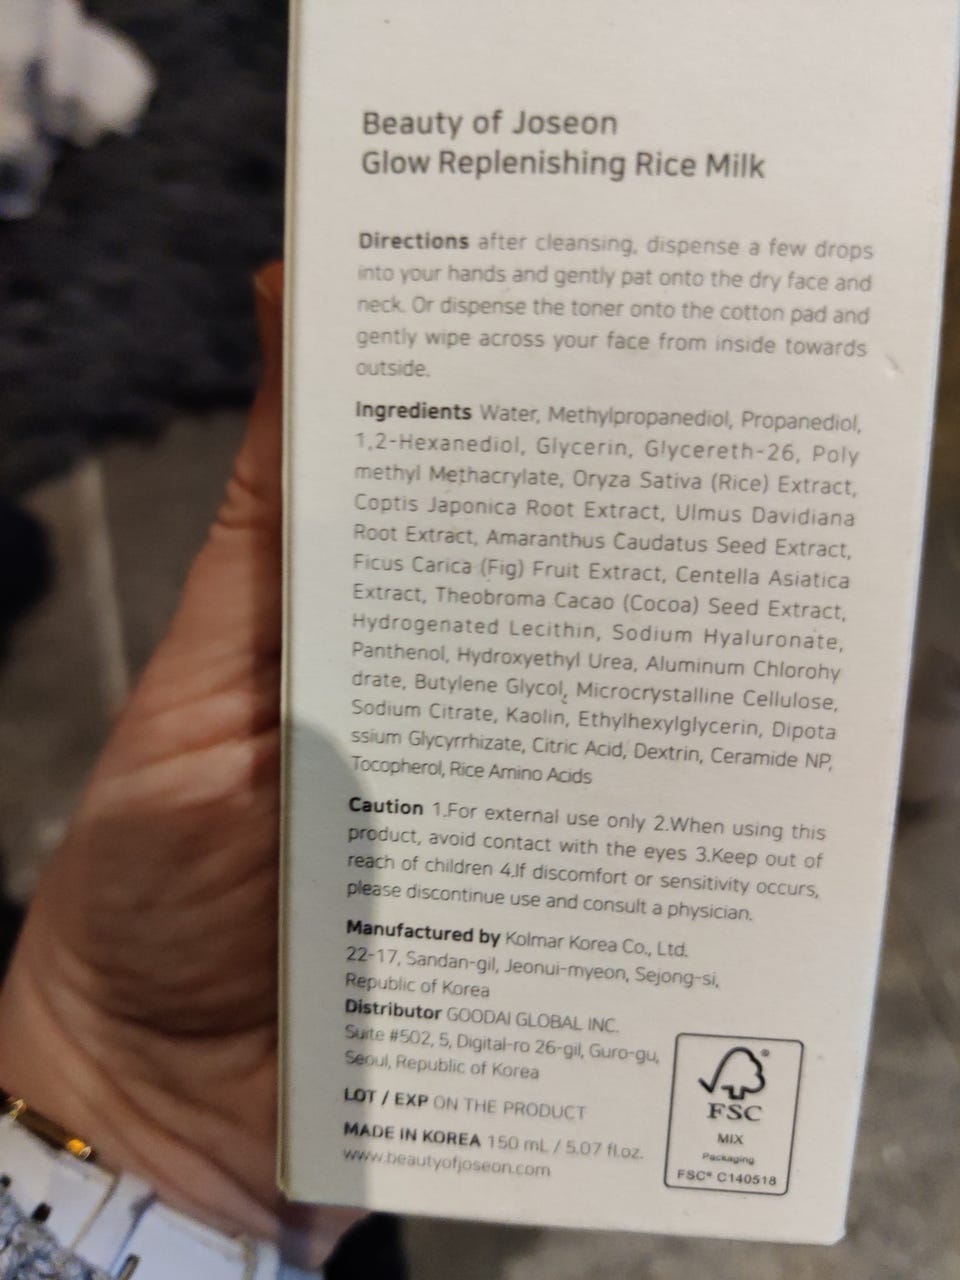 Beauty of Joseon
Glow Replenishing Rice Milk
Directions after cleansing, dispense a few drops
into your hands and gently pat onto the dry face and
neck. Or dispense the toner onto the cotton pad and
gently wipe across your face from inside towards
outside.
Ingredients Water, Methylpropanediol, Propanediol,
1,2-Hexanediol, Glycerin, Glycereth-26, Poly
methyl Methacrylate, Oryza Sativa (Rice) Extract,
Coptis Japonica Root Extract, Ulmus Davidiana
Root Extract, Amaranthus Caudatus Seed Extract,
Ficus Carica (Fig) Fruit Extract, Centella Asiatica
Extract, Theobroma Cacao (Cocoa) Seed Extract,
Hydrogenated Lecithin, Sodium Hyaluronate,
Panthenol, Hydroxyethyl Urea, Aluminum Chlorohy
drate, Butylene Glycol, Microcrystalline Cellulose,
Sodium Citrate, Kaolin, Ethylhexylglycerin, Dipota
ssium Glycyrrhizate, Citric Acid, Dextrin, Ceramide NP,
Tocopherol, Rice Amino Acids
Caution 1.For external use only 2.When using this
product, avoid contact with the eyes 3.Keep out of
reach of children 4.If discomfort or sensitivity occurs,
please discontinue use and consult a physician.
Manufactured by Kolmar Korea Co., Ltd.
22-17, Sandan-gil, Jeonui-myeon, Sejong-si,
Republic of Korea
Distributor GOODAI GLOBAL INC.
Suite #502, 5, Digital-ro 26-gil, Guro-gu,
Seoul, Republic of Korea
LOT / EXP ON THE PRODUCT
MADE IN KOREA 150 mL / 5.07 fl.oz.
www.beautyofjoseon.com
®
FSC
MIX
Packaging
FSC® C140518